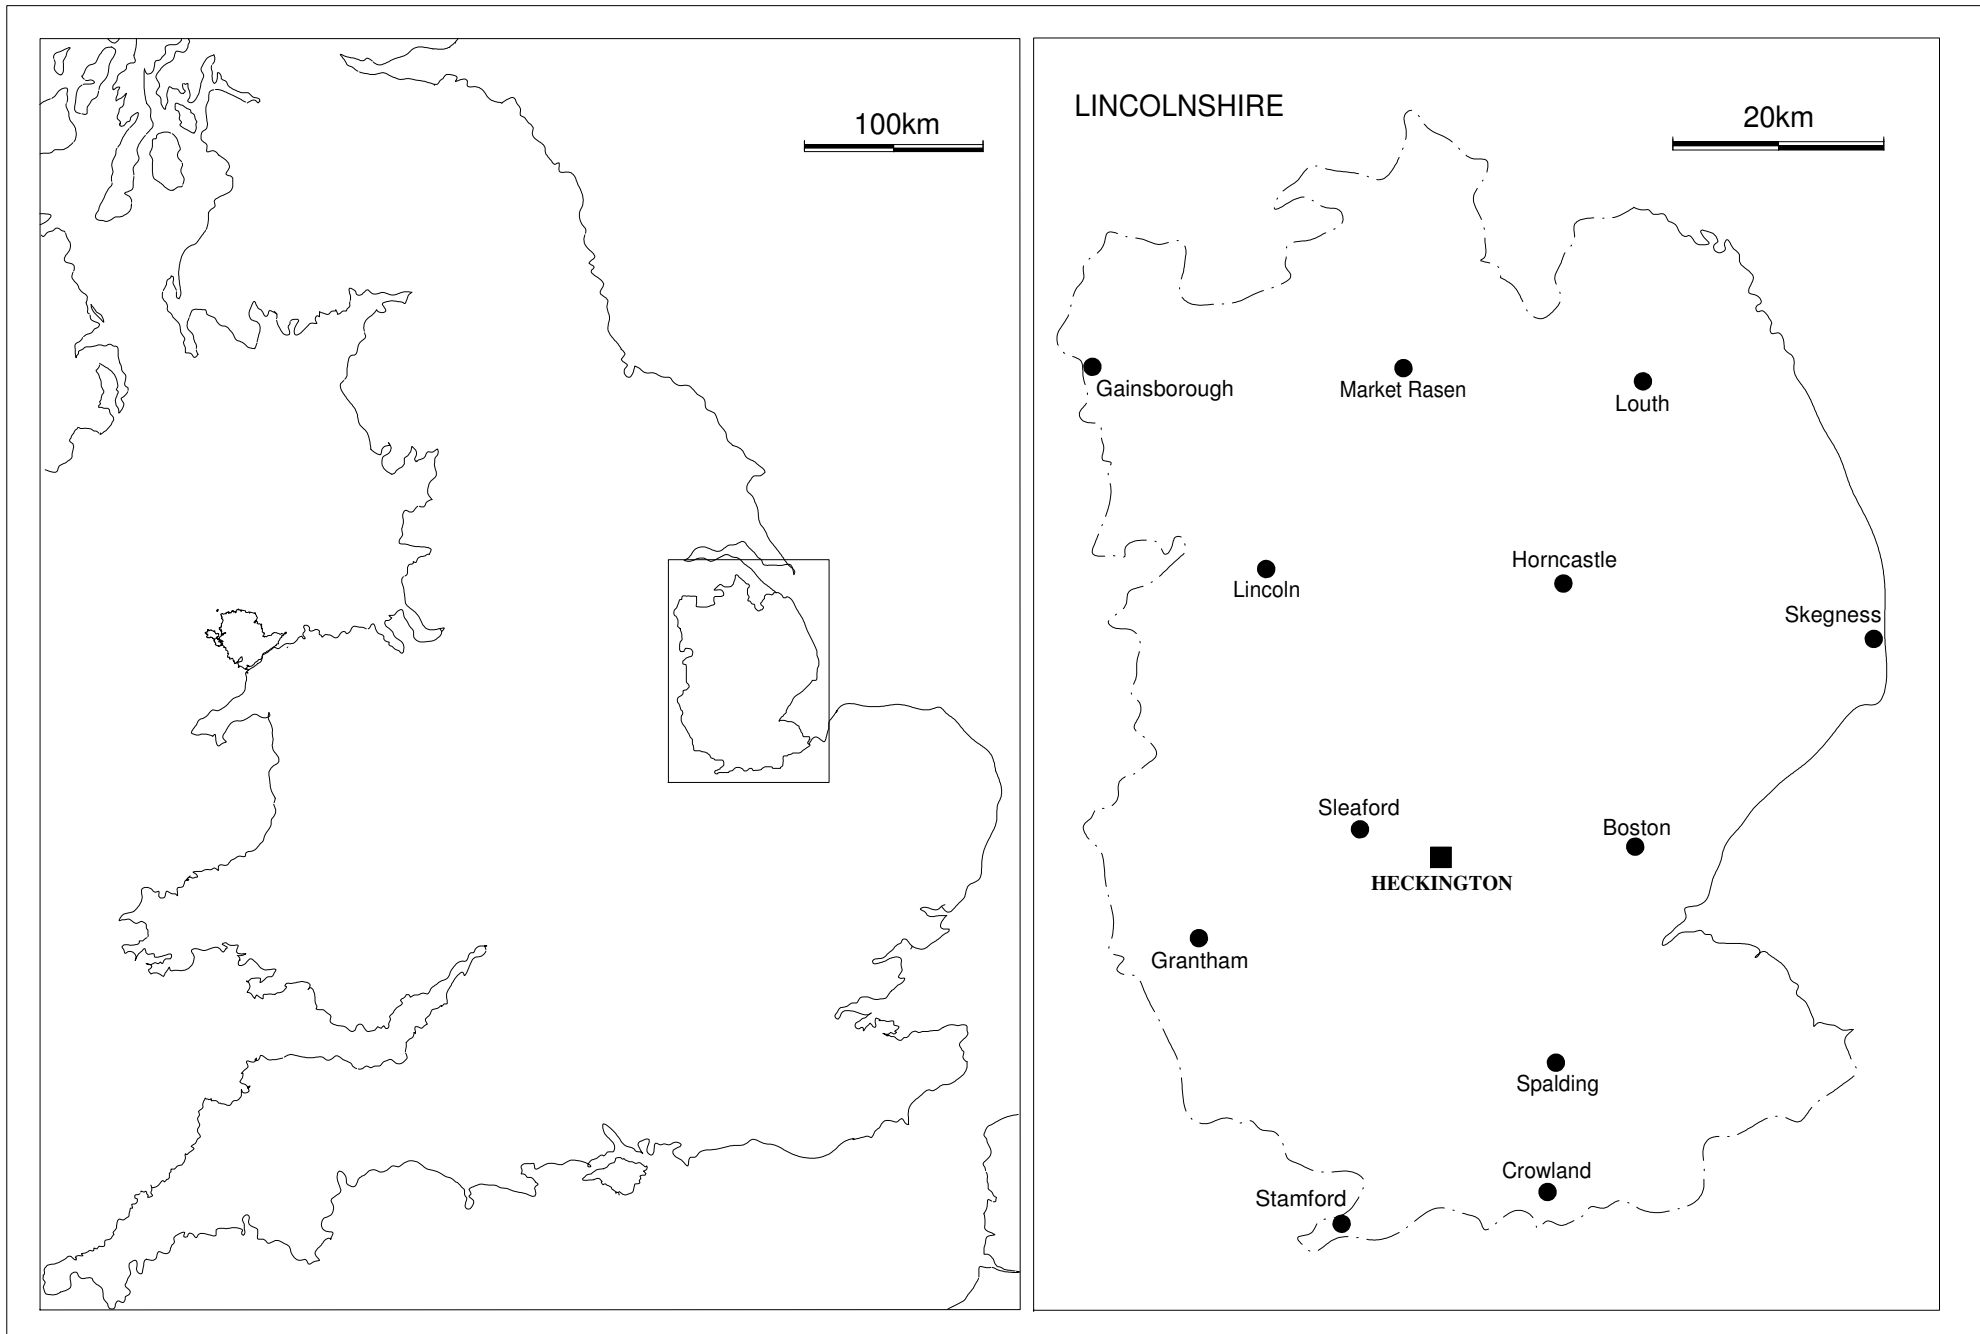 100km
LINCOLNSHIRE
20km
Gainsborough
Market Rasen
Louth
Horncastle
Lincoln
Skegness
Sleaford
Boston
HECKINGTON
Grantham
Spalding
Crowland
Stamford